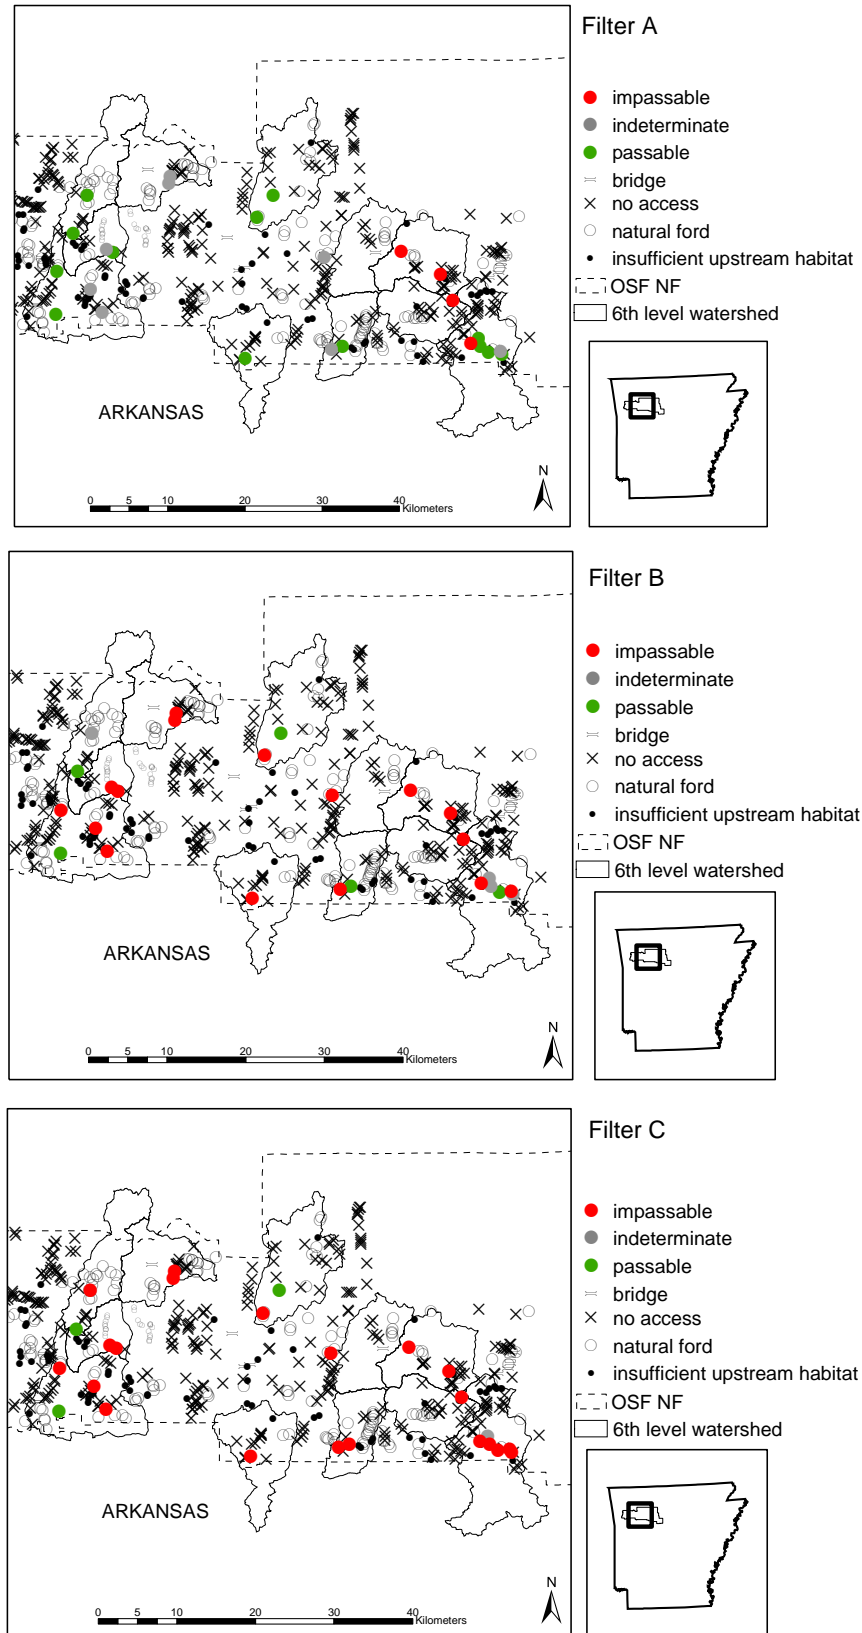 Filter A
impassable
indeterminate
passable
bridge
no access
natural ford
insufficient upstream habitat
OSF NF
6th level watershed
ARKANSAS
N
0 5 10 20 30 40
Kilometers
Filter B
impassable
indeterminate
passable
bridge
no access
natural ford
insufficient upstream habitat
OSF NF
6th level watershed
ARKANSAS
N
0 5 10 20 30 40
Kilometers
Filter C
impassable
indeterminate
passable
bridge
no access
natural ford
insufficient upstream habitat
OSF NF
6th level watershed
ARKANSAS
N
0 5 10 20 30 40
Kilometers